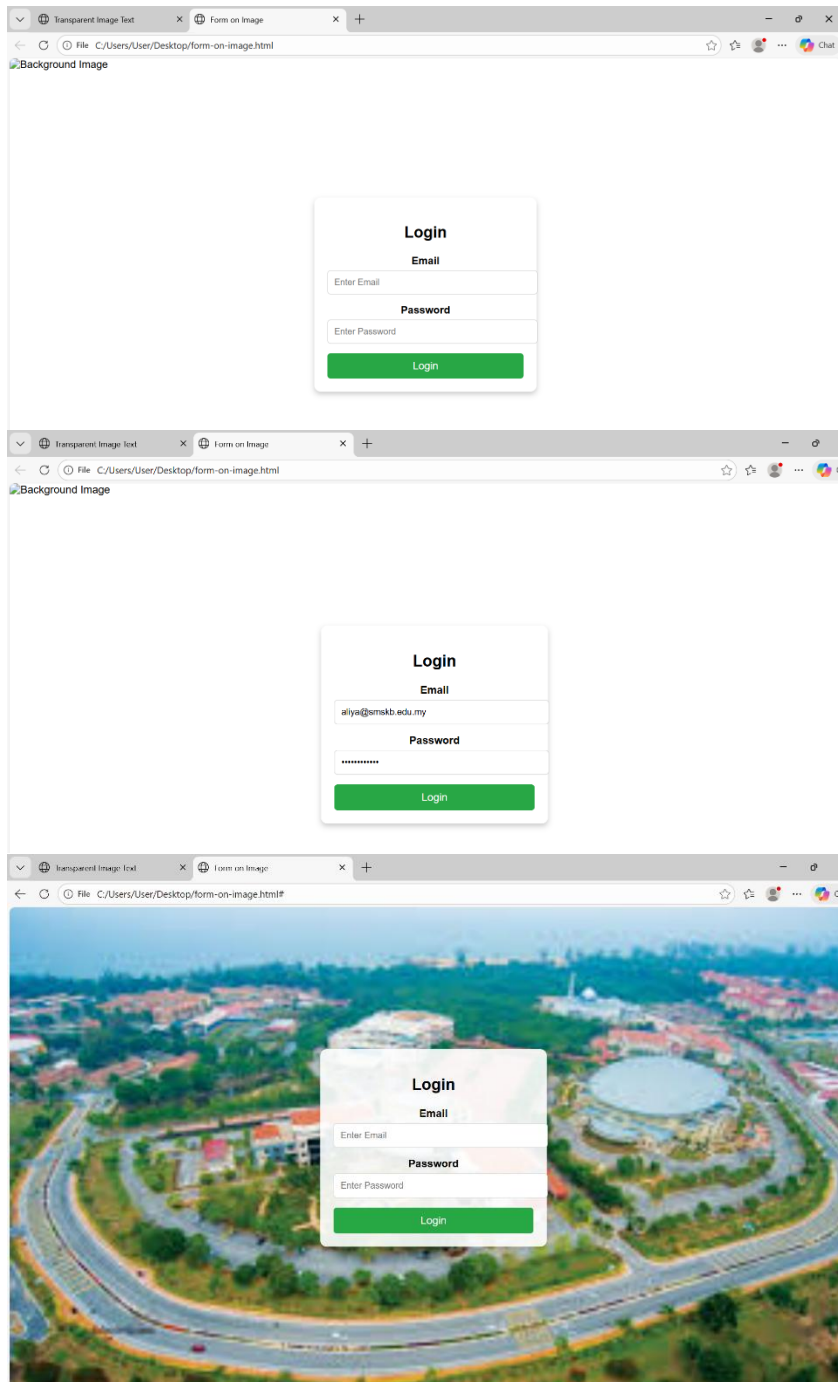 Transparent Image Text
Form on Image
File C:/Users/User/Desktop/form-on-image.html
Chat
Background Image
Login
Email
Enter Email
Password
Enter Password
Login
Transparent Image Text
Form on Image
File C:/Users/User/Desktop/form-on-image.html
Background Image
Login
Email
aliya@smskb.edu.my
Password
••••••••••••
Login
Transparent Image Text
Form on Image
File C:/Users/User/Desktop/form-on-image.html#
Login
Email
Enter Email
Password
Enter Password
Login